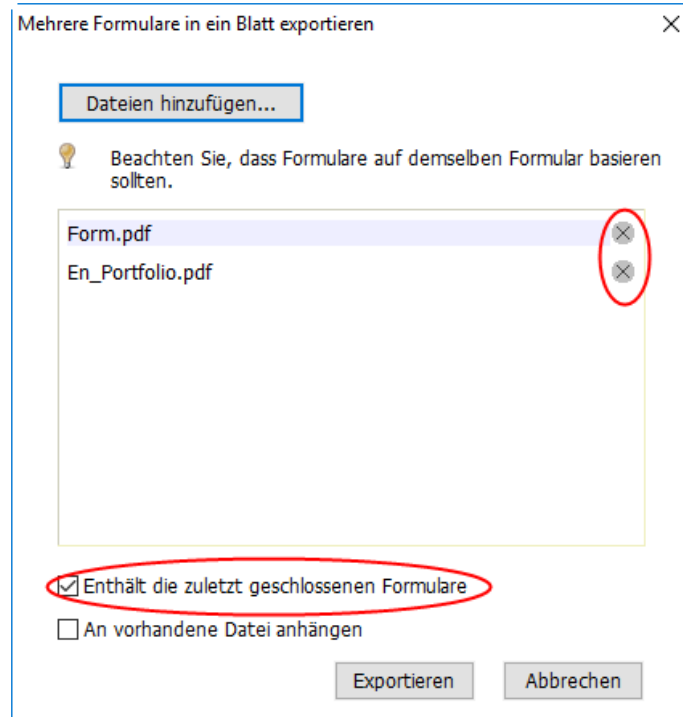 Mehrere Formulare in ein Blatt exportieren
Dateien hinzufügen...
Beachten Sie, dass Formulare auf demselben Formular basieren
sollten.
Form.pdf
En_Portfolio.pdf
Enthält die zuletzt geschlossenen Formulare
An vorhandene Datei anhängen
Exportieren
Abbrechen